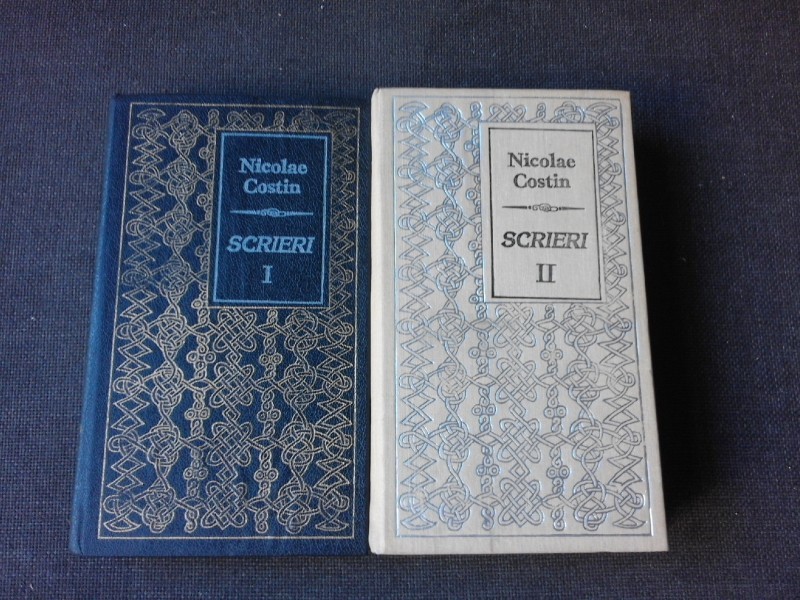 Nicolae
Costin
SCRIERI
I
Nicolae
Costin
SCRIERI
II